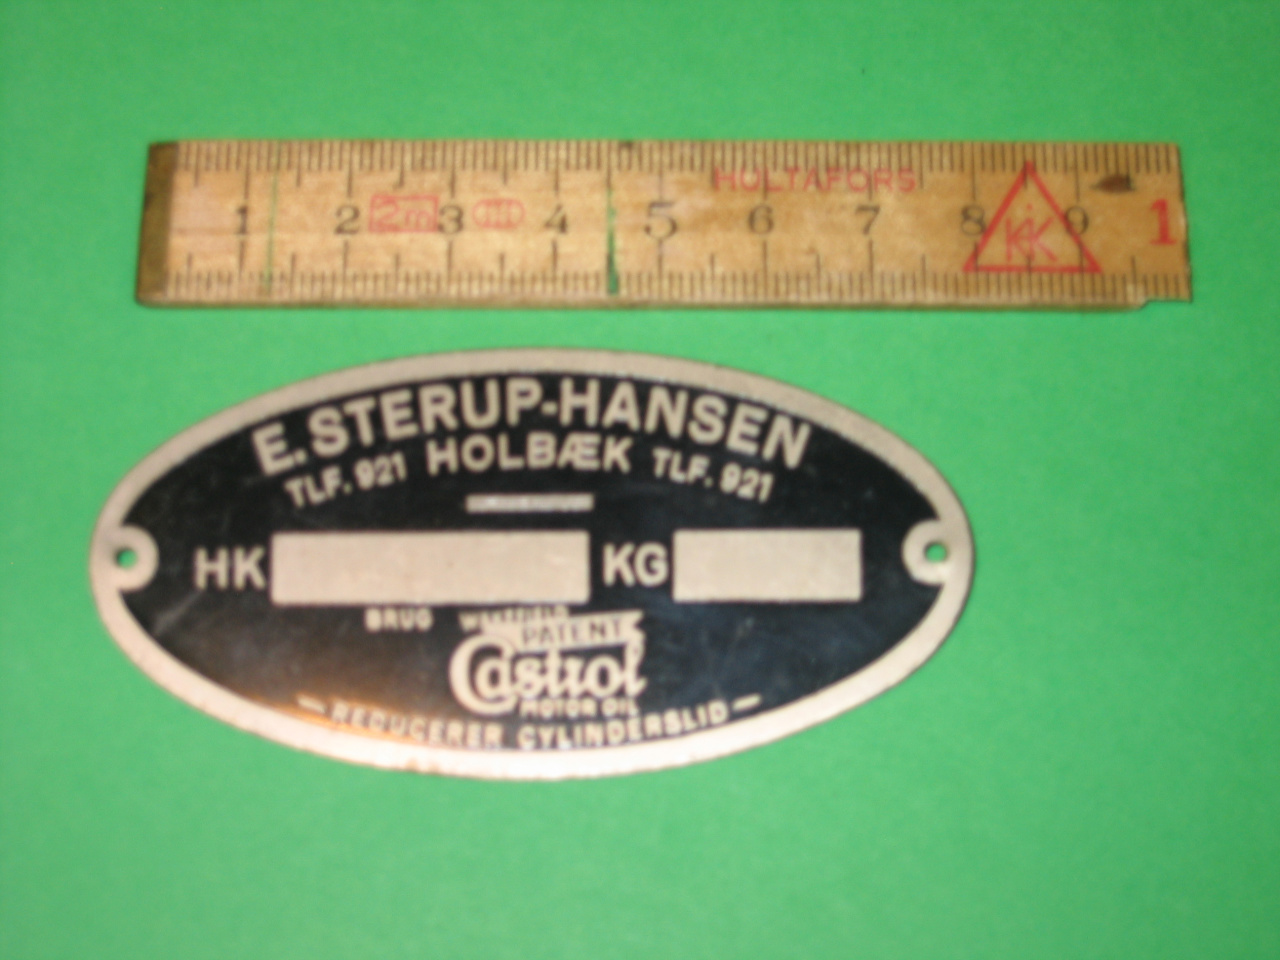 HULTAFORS
1 2 2m 3 4 5 6 7 8 KK 9 1
E. STERUP-HANSEN
TLF. 921 HOLBÆK TLF. 921
HK KG
BRUG WAKEFIELD
PATENT
Castrol
MOTOR OIL
— REDUCERER CYLINDERSLID —